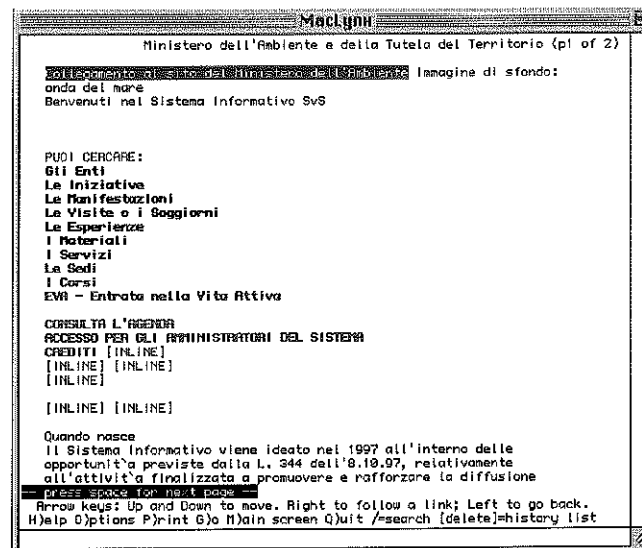 MacLynx
Ministero dell'Ambiente e della Tutela del Territorio (p1 of 2)
Collegamento al sito del Ministero dell'Ambiente Immagine di sfondo:
onda del mare
Benvenuti nel Sistema Informativo SvS
PUOI CERCARE:
Gli Enti
Le Iniziative
Le Manifestazioni
Le Visite o i Soggiorni
Le Esperienze
I Materiali
I Servizi
Le Sedi
I Corsi
EVA - Entrata nella Vita Attiva
CONSULTA L'AGENDA
ACCESSO PER GLI AMMINISTRATORI DEL SISTEMA
CREDITI [INLINE]
[INLINE] [INLINE]
[INLINE]
[INLINE] [INLINE]
Quando nasce
Il Sistema Informativo viene ideato nel 1997 all'interno delle
opportunit`a previste dalla L. 344 dell'8.10.97, relativamente
all'attivit`a finalizzata a promuovere e rafforzare la diffusione
-- press space for next page --
Arrow keys: Up and Down to move. Right to follow a link; Left to go back.
H)elp O)ptions P)rint G)o M)ain screen Q)uit /=search [delete]=history list